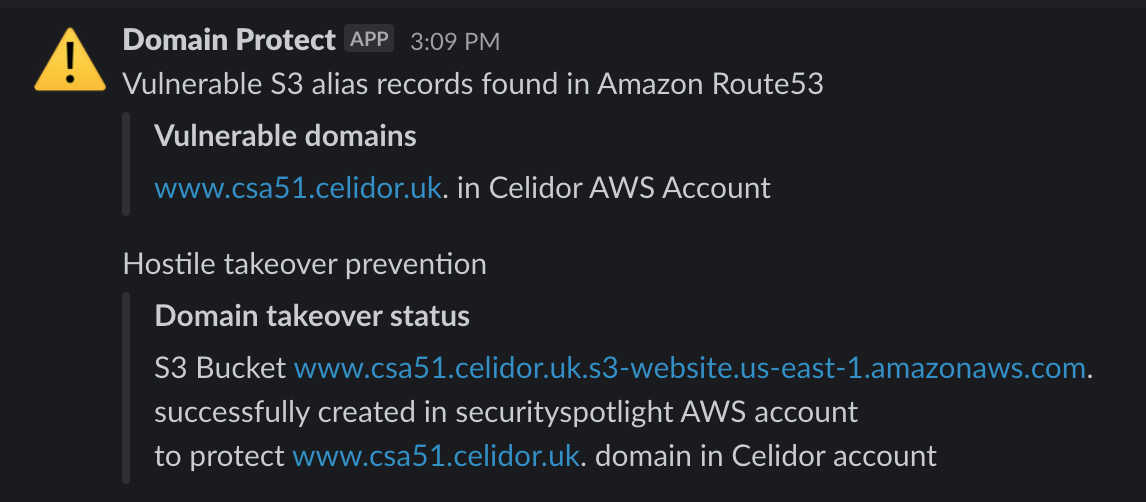 Domain Protect APP 3:09 PM
Vulnerable S3 alias records found in Amazon Route53
Vulnerable domains
www.csa51.celidor.uk. in Celidor AWS Account
Hostile takeover prevention
Domain takeover status
S3 Bucket www.csa51.celidor.uk.s3-website.us-east-1.amazonaws.com.
successfully created in securityspotlight AWS account
to protect www.csa51.celidor.uk. domain in Celidor account